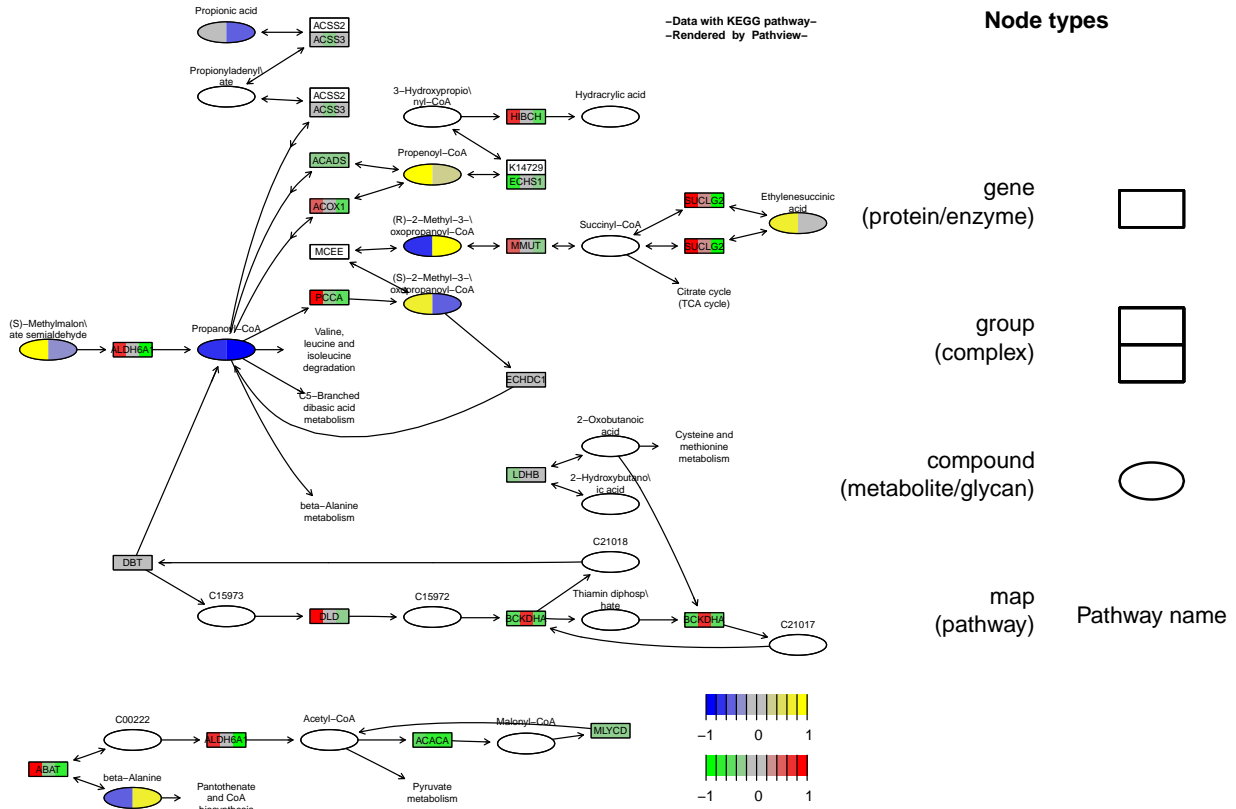 Propionic acid
ACSS2
ACSS3
Propionyladenyl\
ate
ACSS2
ACSS3
−Data with KEGG pathway−
−Rendered by Pathview−
Node types
3−Hydroxypropio\
nyl−CoA
HIBCH
Hydracrylic acid
ACADS
Propenoyl−CoA
K14729
ECHS1
ACOX1
(R)−2−Methyl−3−\
oxopropanoyl−CoA
MCEE
MMUT
Succinyl−CoA
SUCLG2
SUCLG2
Ethylenesuccinic
acid
Citrate cycle
(TCA cycle)
(S)−2−Methyl−3−\
oxopropanoyl−CoA
PCCA
(S)−Methylmalon\
ate semialdehyde
ALDH6A1
Propanoyl−CoA
Valine,
leucine and
isoleucine
degradation
C5−Branched
dibasic acid
metabolism
ECHDC1
beta−Alanine
metabolism
2−Oxobutanoic
acid
Cysteine and
methionine
metabolism
LDHB
2−Hydroxybutano\
ic acid
DBT
C21018
C15973
DLD
C15972
BCKDHA
Thiamin diphosp\
hate
BCKDHA
C21017
C00222
ALDH6A1
Acetyl−CoA
ACACA
Malonyl−CoA
MLYCD
ABAT
beta−Alanine
Pantothenate
and CoA
biosynthesis
Pyruvate
metabolism
gene
(protein/enzyme)
group
(complex)
compound
(metabolite/glycan)
map
(pathway)
Pathway name
−1 0 1
−1 0 1